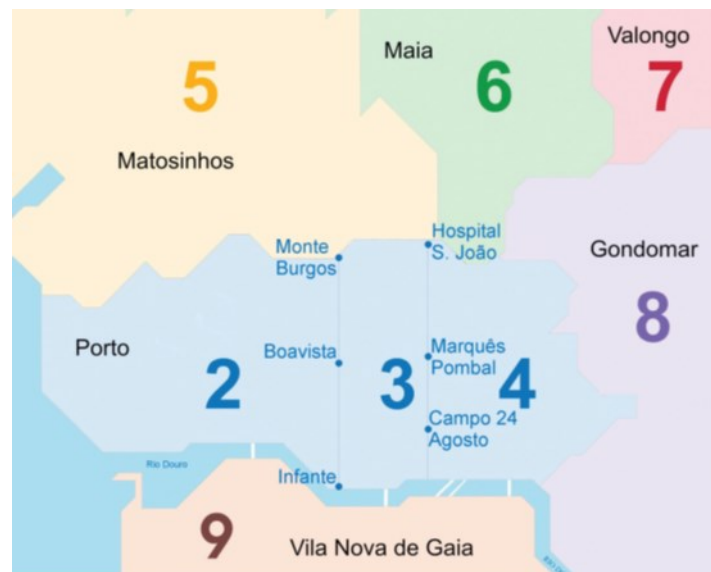 Valongo
Maia
5
6
7
Matosinhos
Hospital
S. João
Monte
Burgos
Gondomar
8
Porto
Boavista
Marquês
Pombal
2
3
4
Campo 24
Agosto
Rio Douro
Infante
9
Vila Nova de Gaia